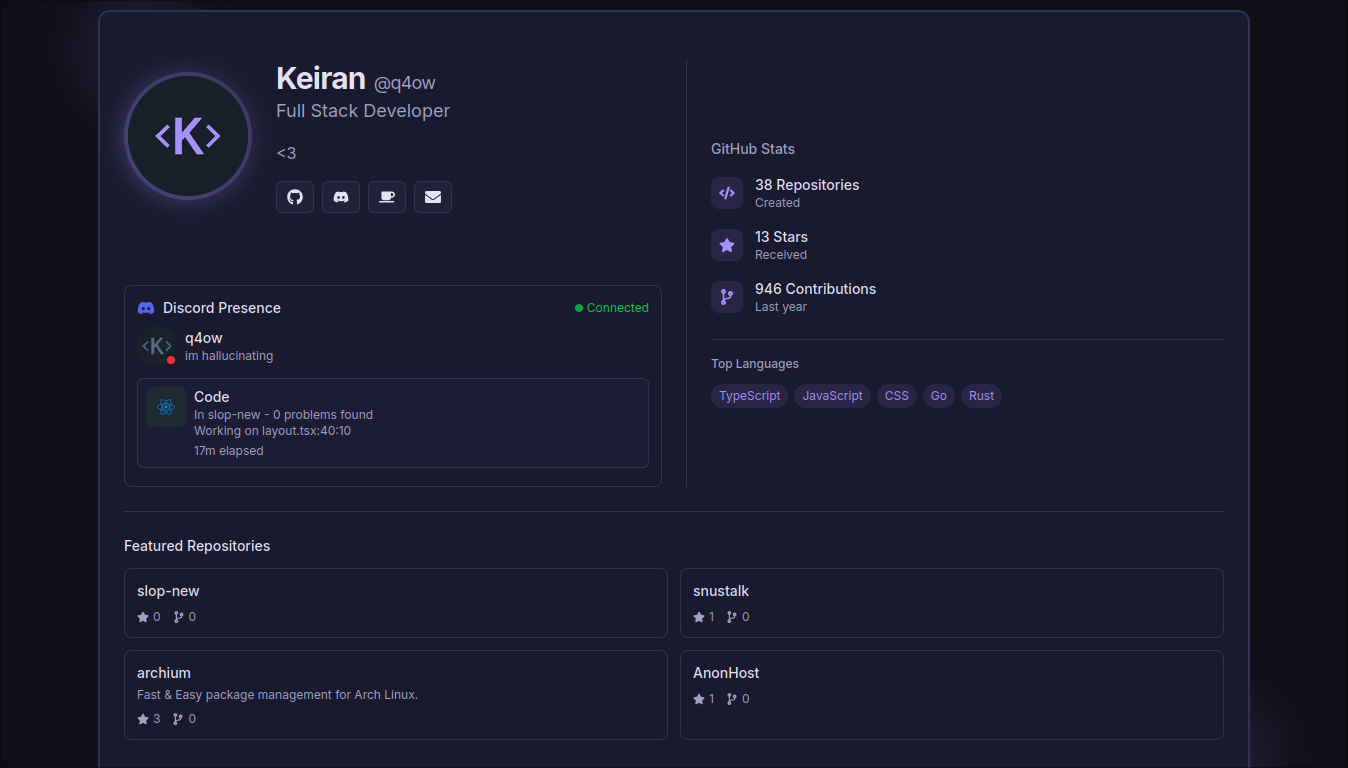 <K>
Keiran @q4ow
Full Stack Developer
<3
Discord Presence
Connected
<K>
q4ow
im hallucinating
Code
In slop-new - 0 problems found
Working on layout.tsx:40:10
17m elapsed
GitHub Stats
38 Repositories
Created
13 Stars
Received
946 Contributions
Last year
Top Languages
TypeScript JavaScript CSS Go Rust
Featured Repositories
slop-new
0 0
snustalk
1 0
archium
Fast & Easy package management for Arch Linux.
3 0
AnonHost
1 0